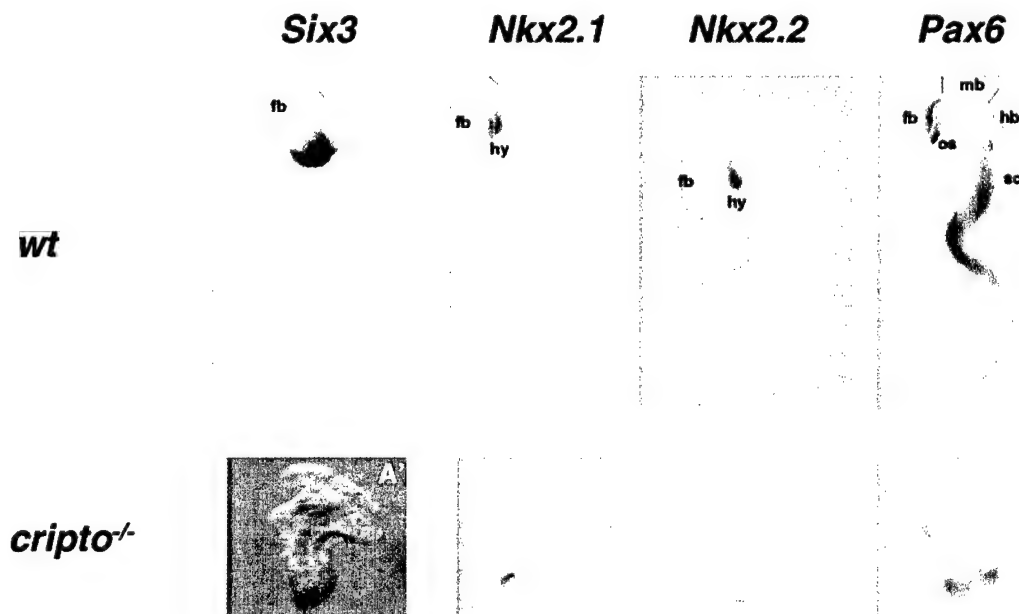 Six3 Nkx2.1 Nkx2.2 Pax6
wt
fb
fb
hy
fb
hy
mb
fb
hb
os
sc
cripto-/-
A'